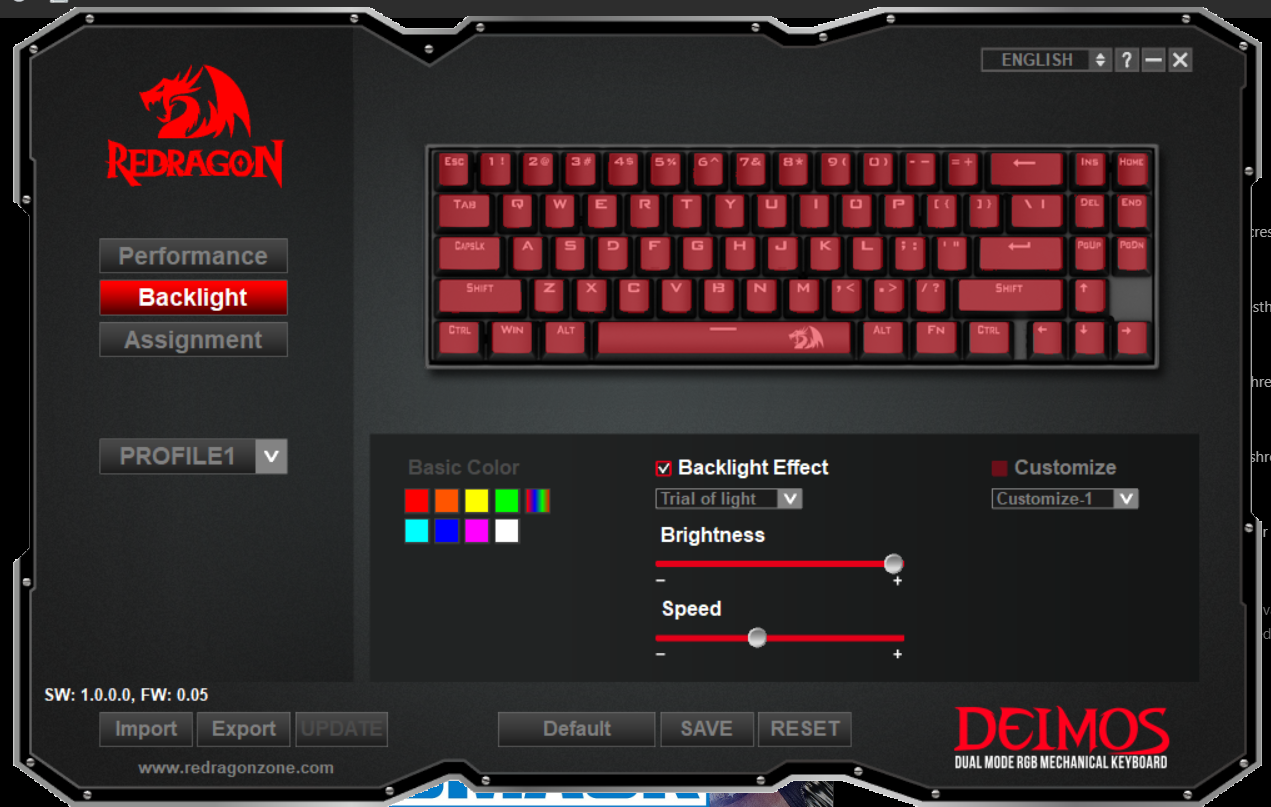 ENGLISH ?
REDRAGON
Esc 1 ! 2 @ 3 # 4 $ 5 % 6 ^ 7 & 8 * 9 ( 0 ) - - = + ← Ins Home
Tab Q W E R T Y U I O P [ { ] } \ | Del End
CapsLk A S D F G H J K L ; : ' " PgUp PgDn
Shift Z X C V B N M , < . > / ? Shift ↑
Ctrl Win Alt Alt Fn Ctrl ← ↓ →
Performance
Backlight
Assignment
PROFILE1
Basic Color
Backlight Effect
Trial of light
Brightness
− +
Speed
− +
Customize
Customize-1
SW: 1.0.0.0, FW: 0.05
Import Export UPDATE
Default SAVE RESET
www.redragonzone.com
DEIMOS
DUAL MODE RGB MECHANICAL KEYBOARD